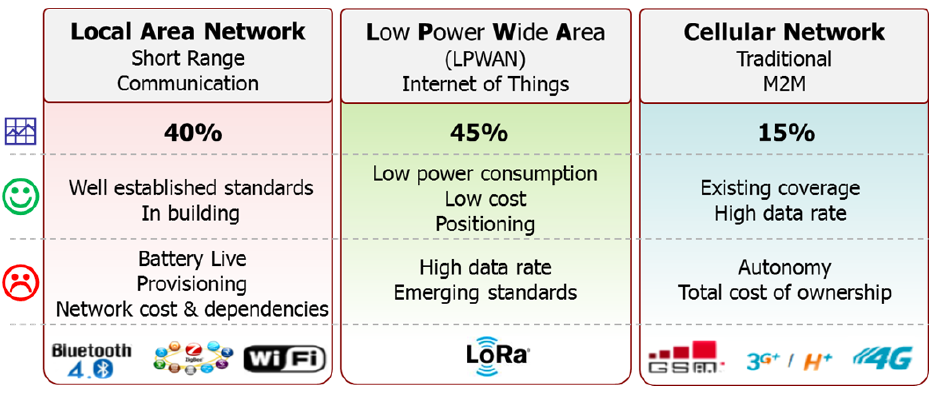 Local Area Network
Short Range
Communication
40%
Well established standards
In building
Battery Live
Provisioning
Network cost & dependencies
Bluetooth
4.0
ZigBee
Wi Fi
Low Power Wide Area
(LPWAN)
Internet of Things
45%
Low power consumption
Low cost
Positioning
High data rate
Emerging standards
LoRa
Cellular Network
Traditional
M2M
15%
Existing coverage
High data rate
Autonomy
Total cost of ownership
GSM
3G+ / H+
4G